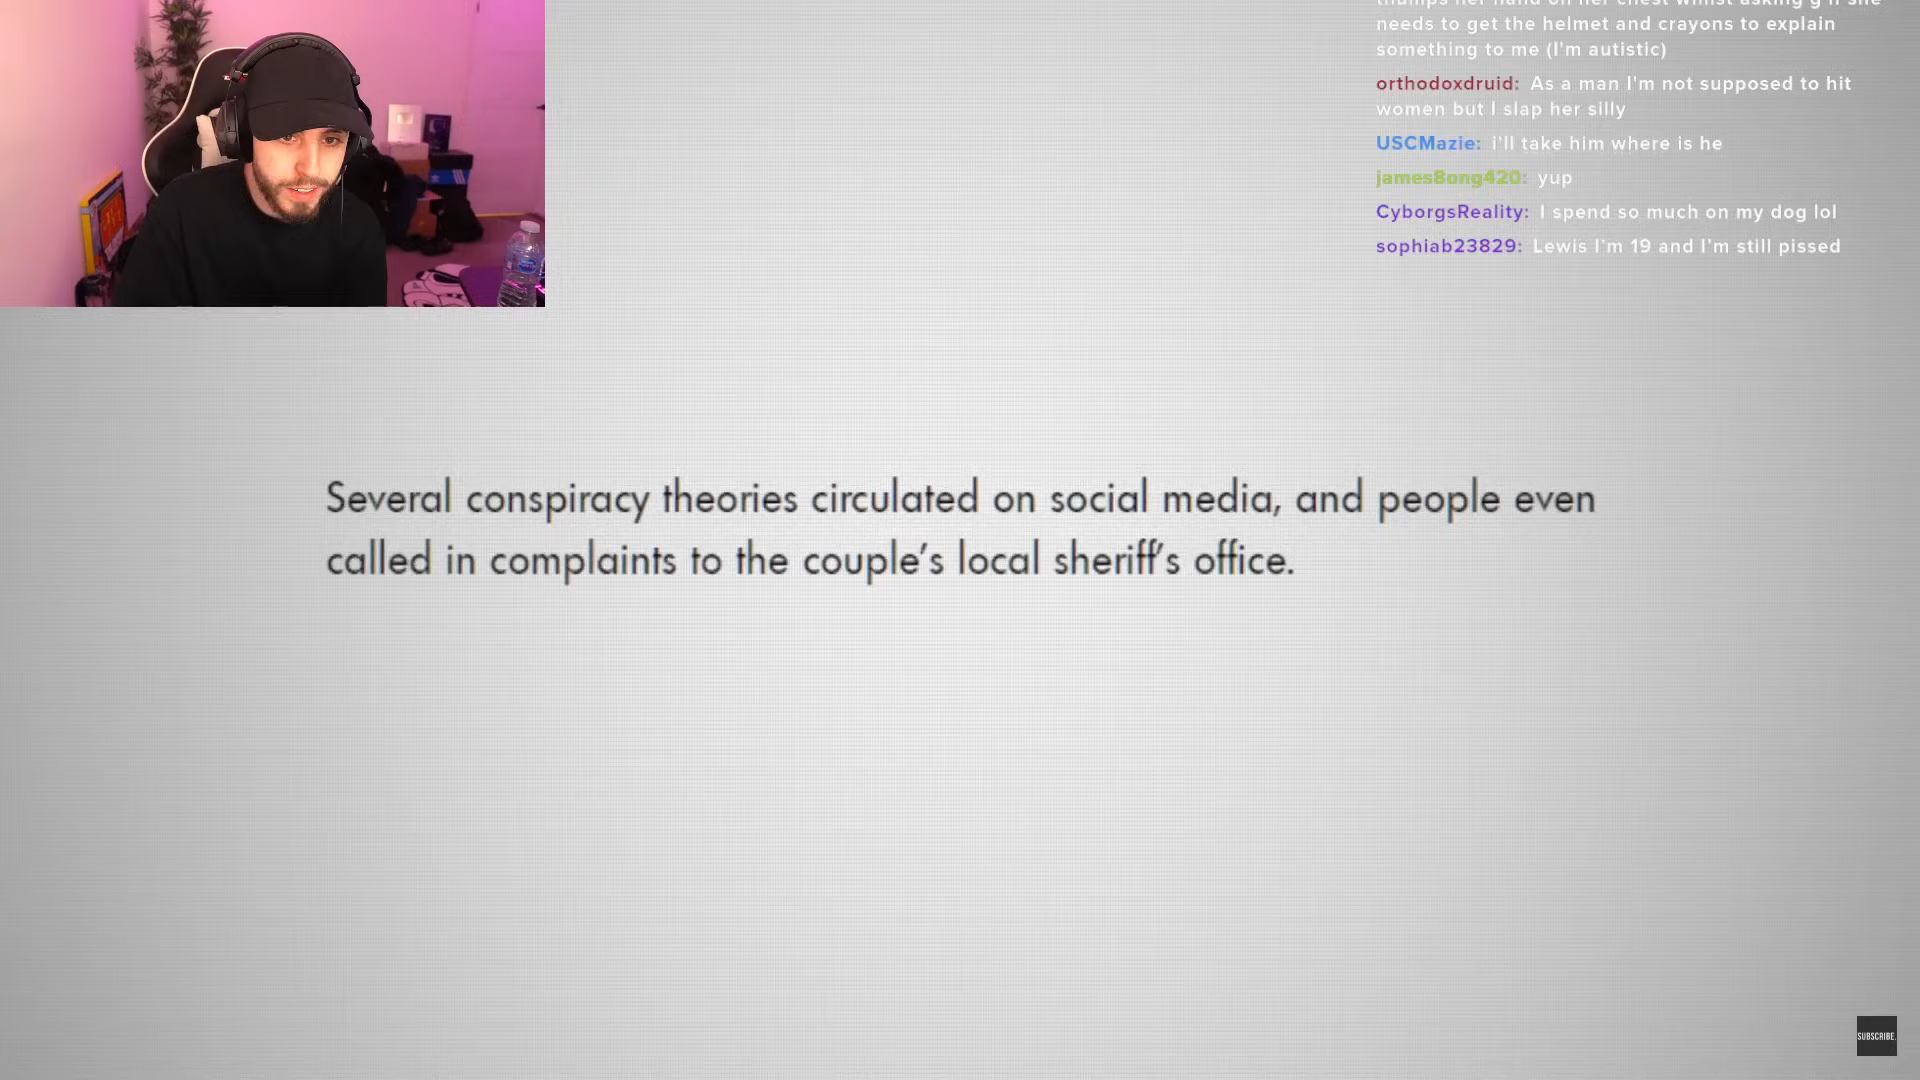 needs to get the helmet and crayons to explain
something to me (I'm autistic)
orthodoxdruid: As a man I'm not supposed to hit
women but I slap her silly
USCMazie: i'll take him where is he
james8ong420: yup
CyborgsReality: I spend so much on my dog lol
sophiab23829: Lewis I'm 19 and I'm still pissed
Several conspiracy theories circulated on social media, and people even
called in complaints to the couple's local sheriff's office.
SUBSCRIBE.